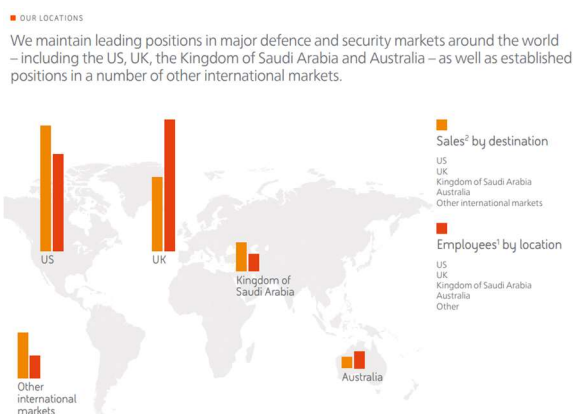 OUR LOCATIONS
We maintain leading positions in major defence and security markets around the world
– including the US, UK, the Kingdom of Saudi Arabia and Australia – as well as established
positions in a number of other international markets.
US
UK
Kingdom of
Saudi Arabia
Other
international
markets
Australia
Sales² by destination
US
UK
Kingdom of Saudi Arabia
Australia
Other international markets
Employees¹ by location
US
UK
Kingdom of Saudi Arabia
Australia
Other